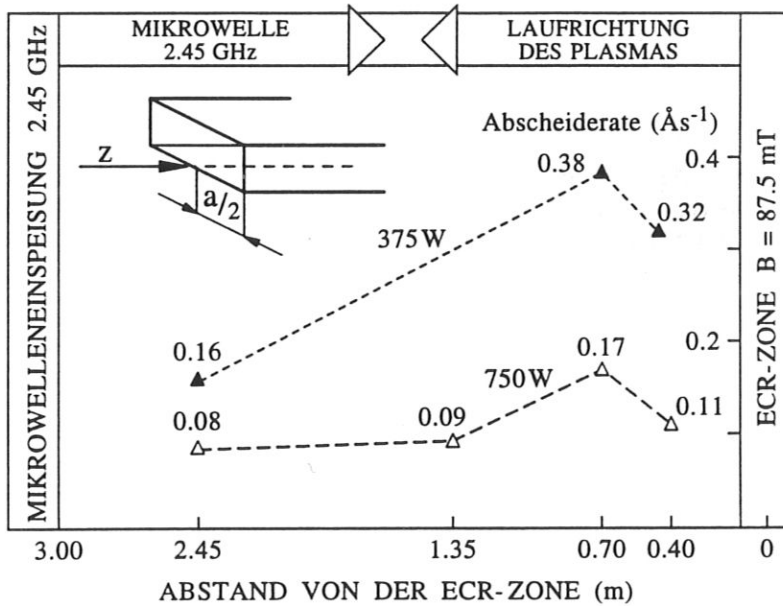 MIKROWELLE
2.45 GHz
LAUFRICHTUNG
DES PLASMAS
MIKROWELLENEINSPEISUNG 2.45 GHz
z
a/2
Abscheiderate (Ås-1)
0.38
0.4
0.32
375W
0.16
0.2
0.17
750W
0.08
0.09
0.11
ECR-ZONE B = 87.5 mT
3.00 2.45 1.35 0.70 0.40 0
ABSTAND VON DER ECR-ZONE (m)